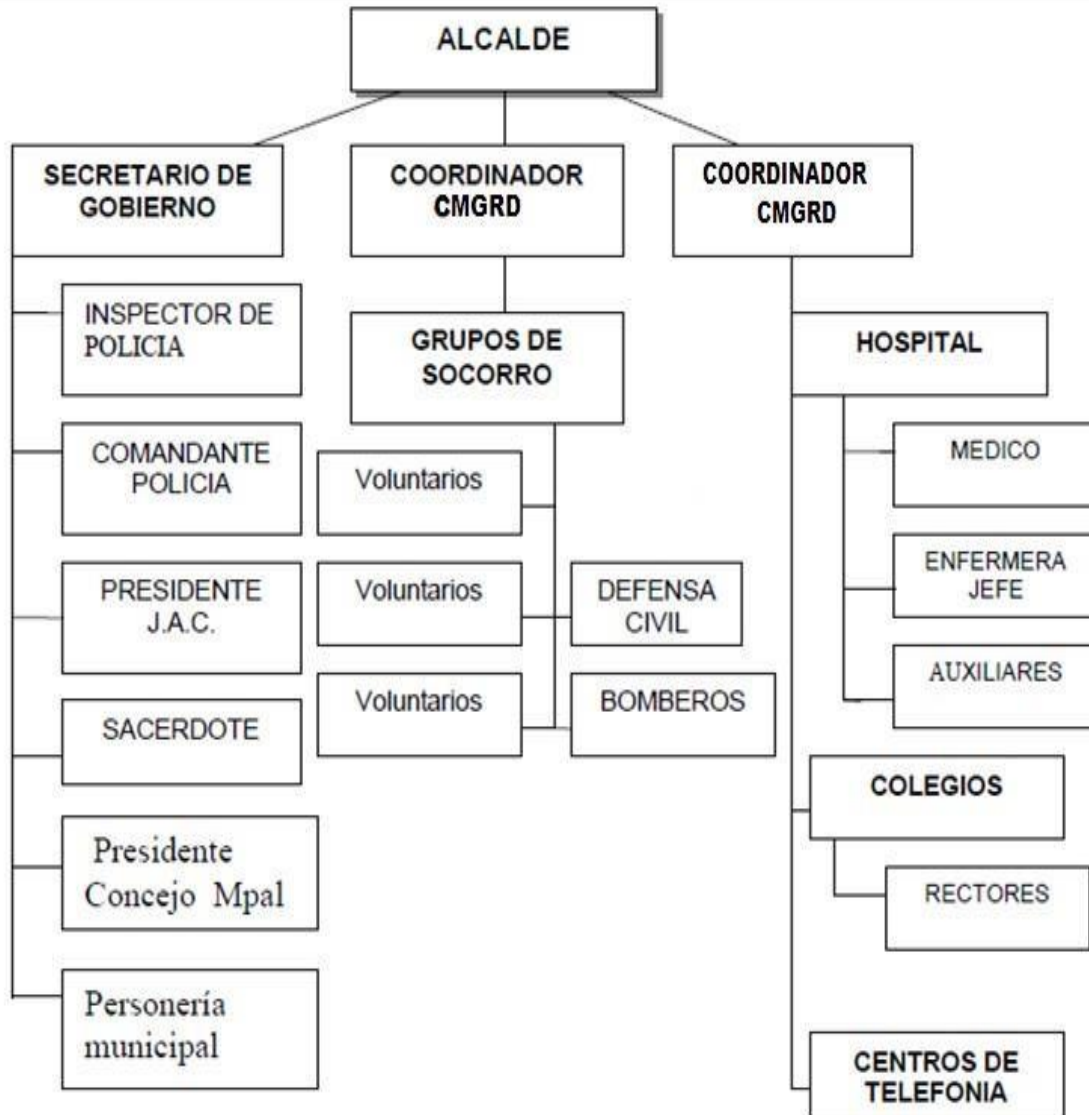 ALCALDE
SECRETARIO DE
GOBIERNO
COORDINADOR
CMGRD
COORDINADOR
CMGRD
INSPECTOR DE
POLICIA
COMANDANTE
POLICIA
PRESIDENTE
J.A.C.
SACERDOTE
Presidente
Concejo Mpal
Personería
municipal
GRUPOS DE
SOCORRO
Voluntarios
Voluntarios
DEFENSA
CIVIL
Voluntarios
BOMBEROS
HOSPITAL
MEDICO
ENFERMERA
JEFE
AUXILIARES
COLEGIOS
RECTORES
CENTROS DE
TELEFONIA